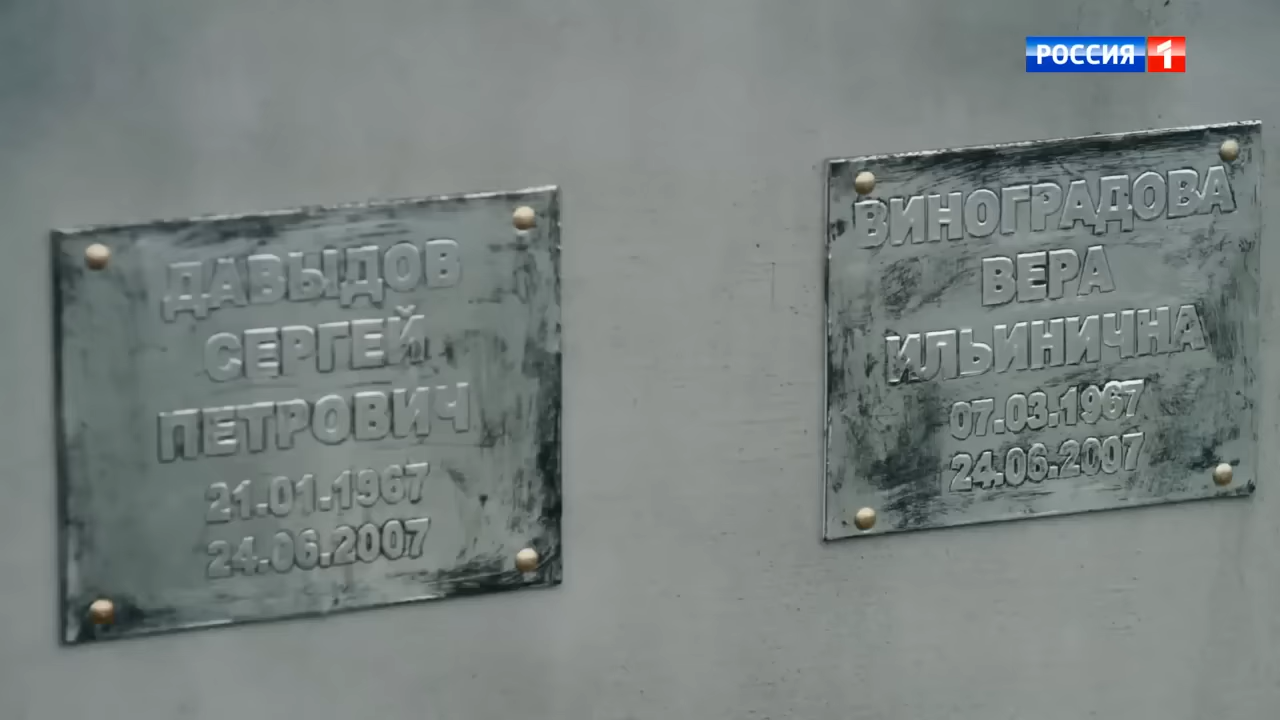 РОССИЯ 1
ДАВЫДОВ
СЕРГЕЙ
ПЕТРОВИЧ
21.01.1967
24.06.2007
ВИНОГРАДОВА
ВЕРА
ИЛЬИНИЧНА
07.03.1967
24.06.2007